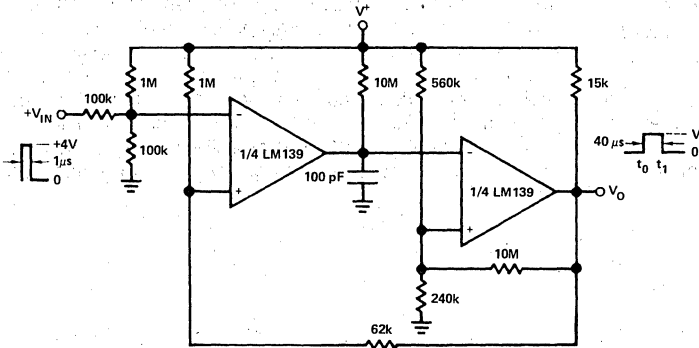 V+
1M
1M
10M
560k
15k
100k
+VIN
100k
1/4 LM139
-
+
+4V
1μs
0
100 pF
1/4 LM139
-
+
40 μs
V
0
t0 t1
VO
10M
240k
62k